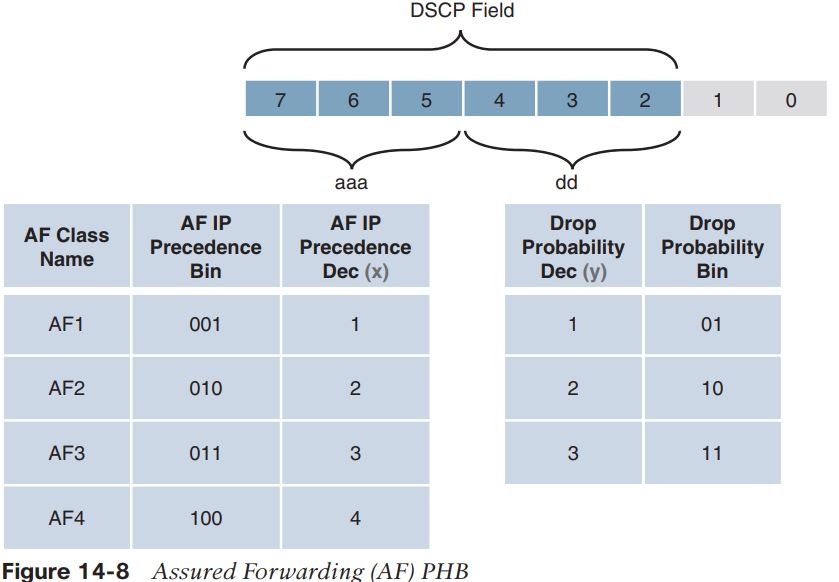 DSCP Field
7 6 5 4 3 2 1 0
aaa dd
AF Class
Name
AF IP
Precedence
Bin
AF IP
Precedence
Dec (x)
AF1 001 1
AF2 010 2
AF3 011 3
AF4 100 4
Drop
Probability
Dec (y)
Drop
Probability
Bin
1 01
2 10
3 11
Figure 14-8 Assured Forwarding (AF) PHB